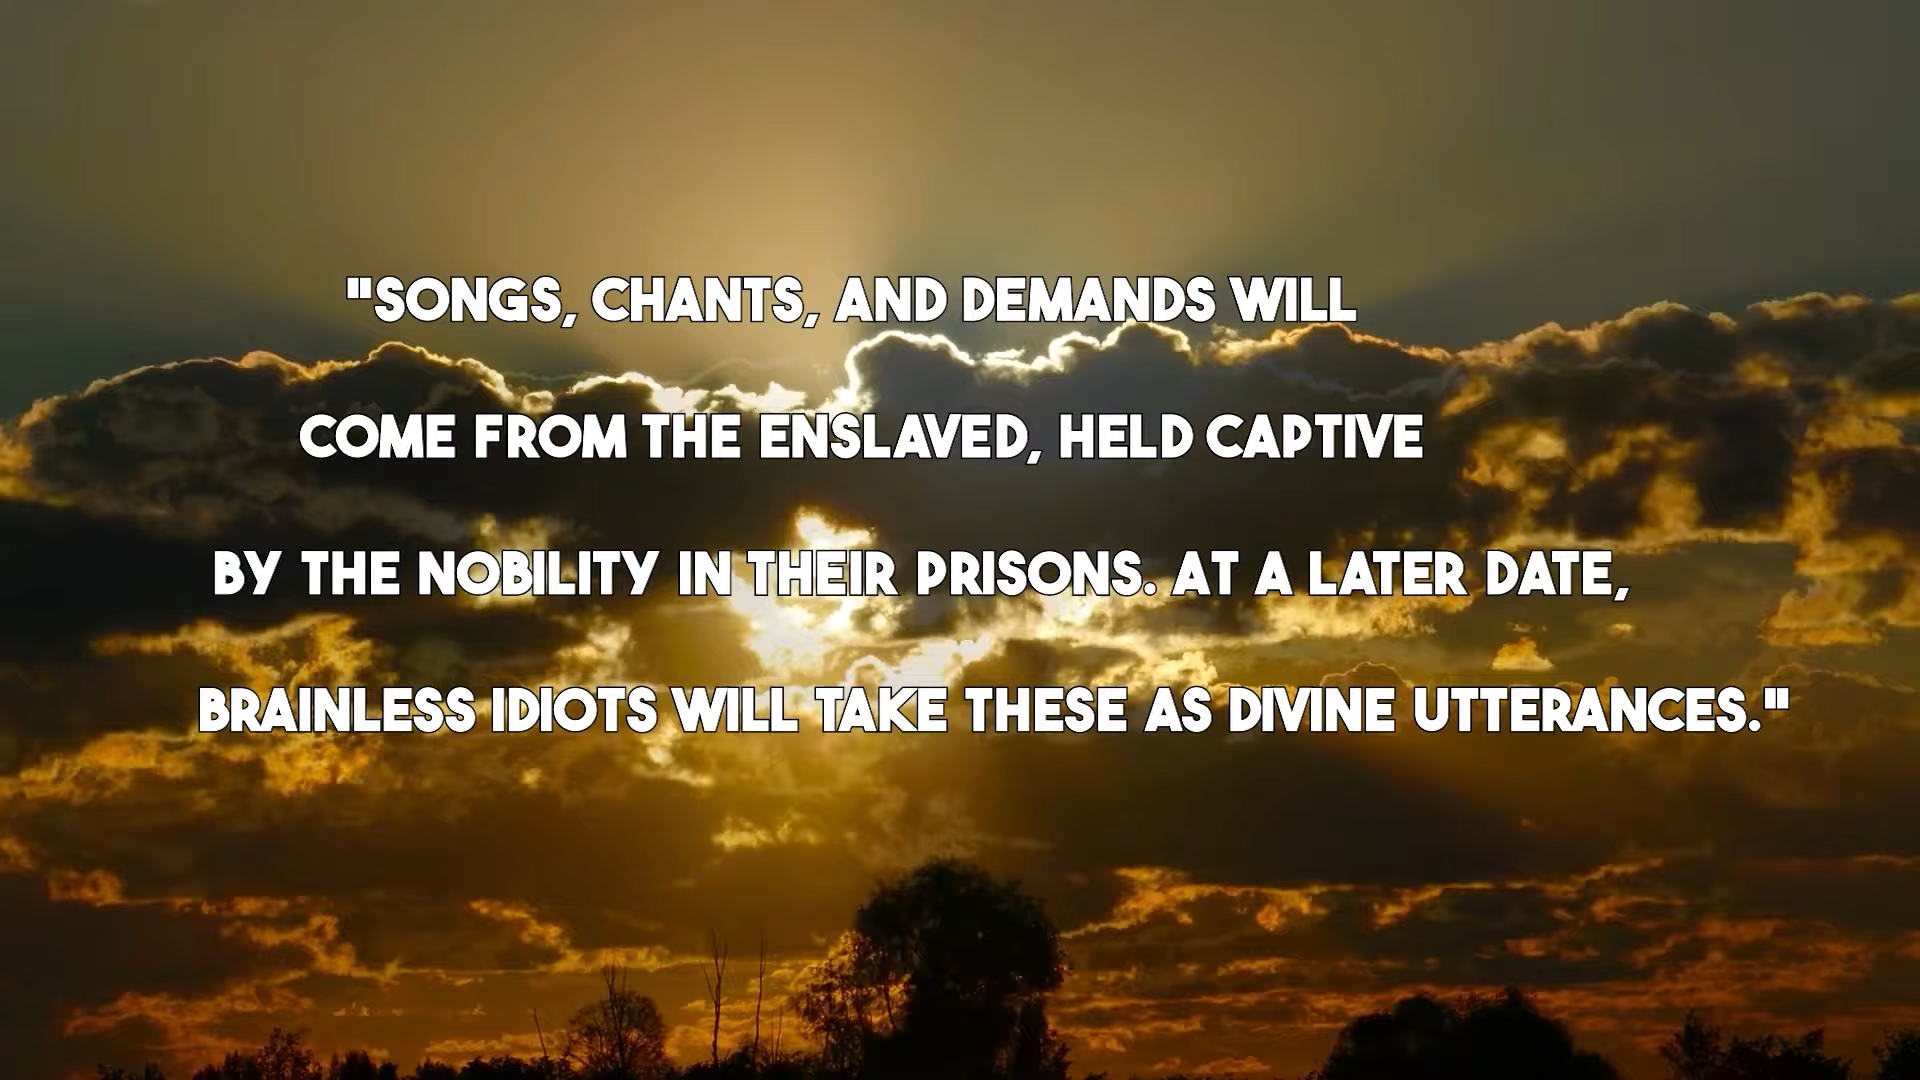 "SONGS, CHANTS, AND DEMANDS WILL
COME FROM THE ENSLAVED, HELD CAPTIVE
BY THE NOBILITY IN THEIR PRISONS. AT A LATER DATE,
BRAINLESS IDIOTS WILL TAKE THESE AS DIVINE UTTERANCES."